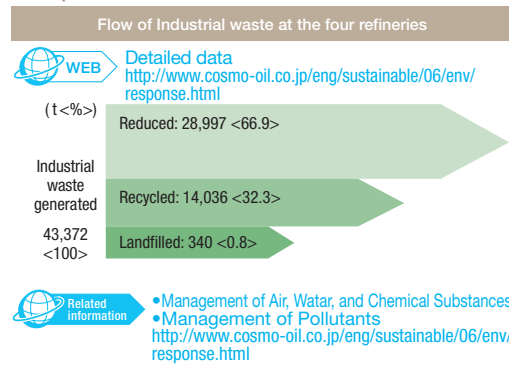 Flow of Industrial waste at the four refineries
WEB
Detailed data
http://www.cosmo-oil.co.jp/eng/sustainable/06/env/
response.html
(t<%>)
Reduced: 28,997 <66.9>
Industrial
waste
generated
Recycled: 14,036 <32.3>
43,372
<100>
Landfilled: 340 <0.8>
Related
information
•Management of Air, Watar, and Chemical Substances
•Management of Pollutants
http://www.cosmo-oil.co.jp/eng/sustainable/06/env/
response.html